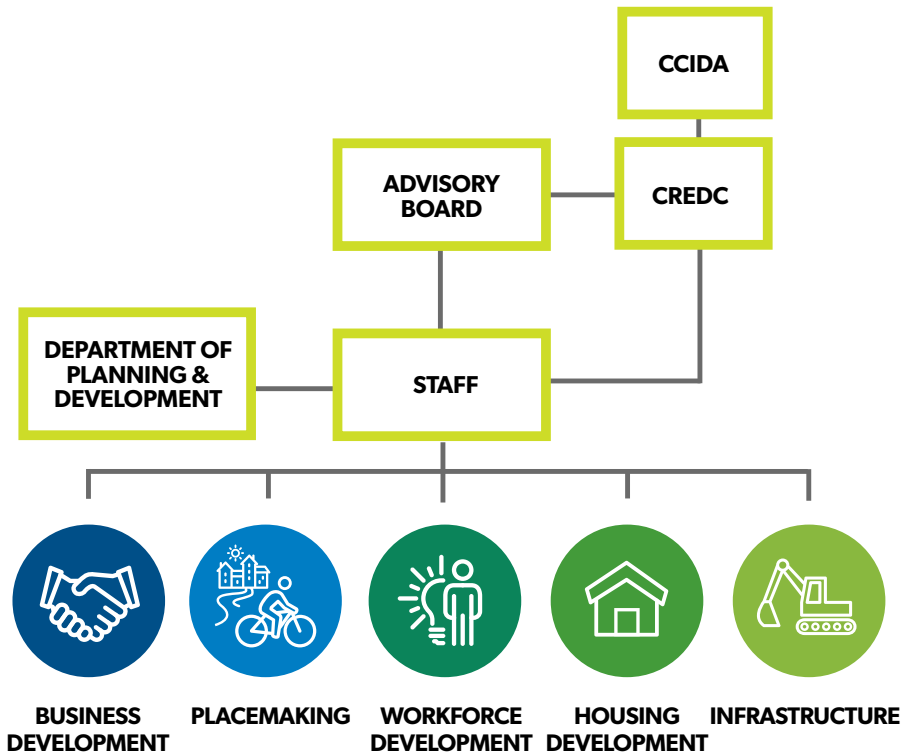 CCIDA
ADVISORY
BOARD
CREDC
DEPARTMENT OF
PLANNING &
DEVELOPMENT
STAFF
BUSINESS
DEVELOPMENT
PLACEMAKING
WORKFORCE
DEVELOPMENT
HOUSING
DEVELOPMENT
INFRASTRUCTURE